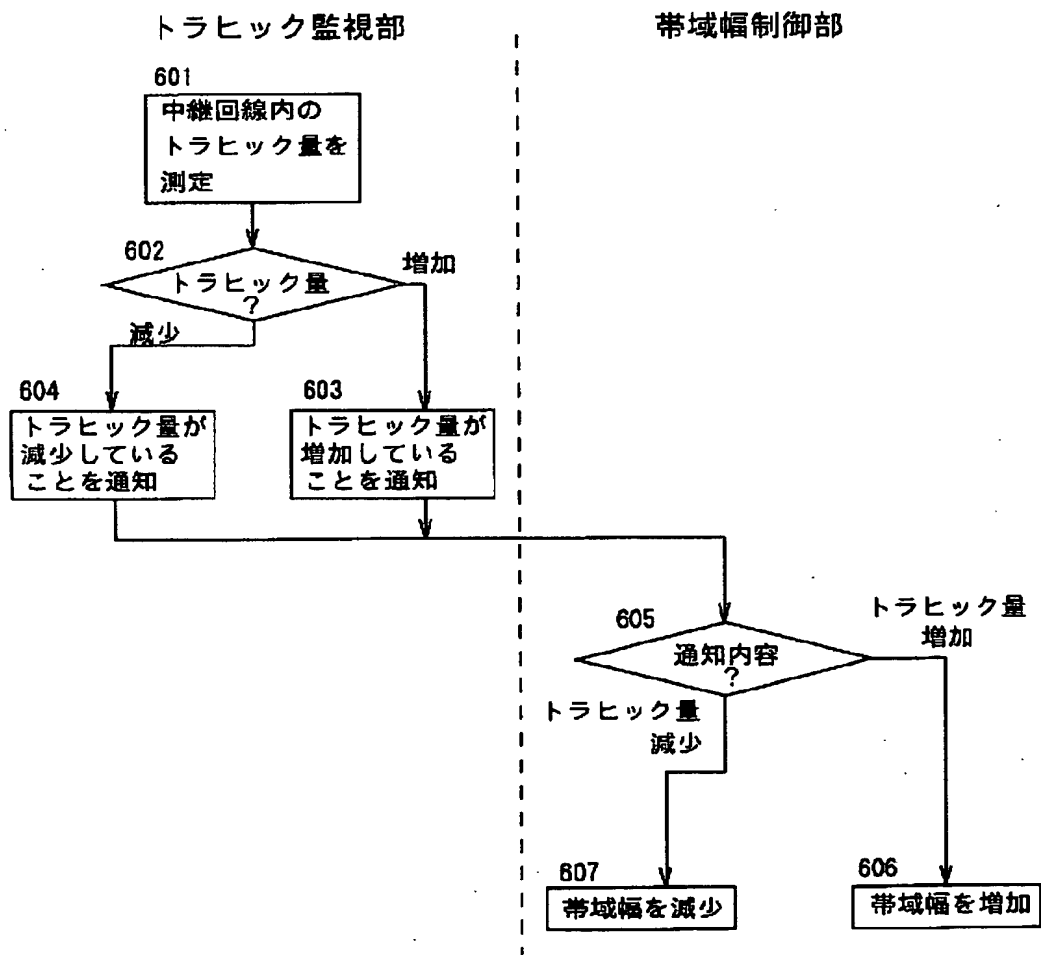 トラヒック監視部
帯域幅制御部
601
中継回線内の
トラヒック量を
測定
602
トラヒック量
?
増加
減少
604
トラヒック量が
減少している
ことを通知
603
トラヒック量が
増加している
ことを通知
605
通知内容
?
トラヒック量
増加
トラヒック量
減少
607
帯域幅を減少
606
帯域幅を増加